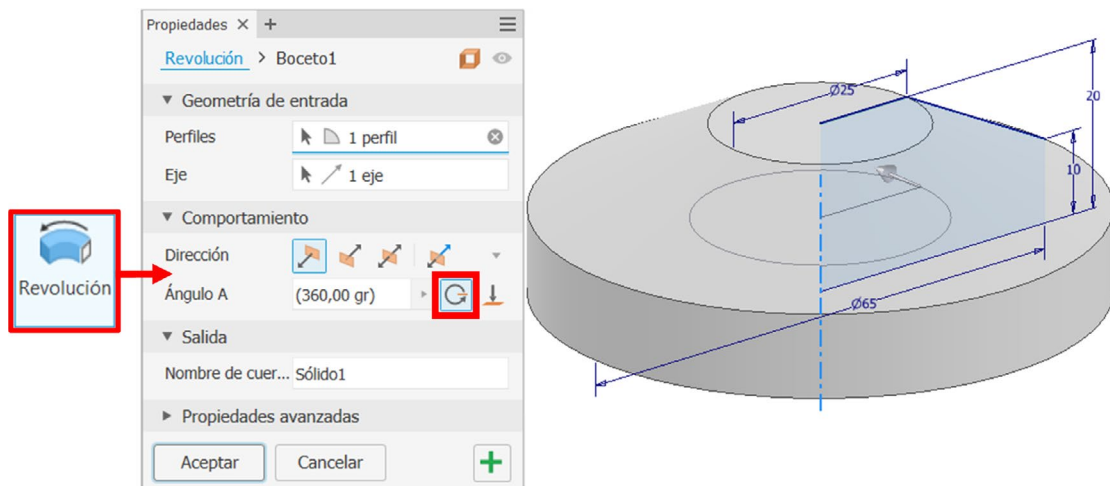 Propiedades × +
Revolución > Boceto1
Geometría de entrada
Perfiles 1 perfil
Eje 1 eje
Comportamiento
Dirección
Ángulo A (360,00 gr)
Salida
Nombre de cuer... Sólido1
Propiedades avanzadas
Aceptar Cancelar
Revolución
Ø25
20
10
Ø65